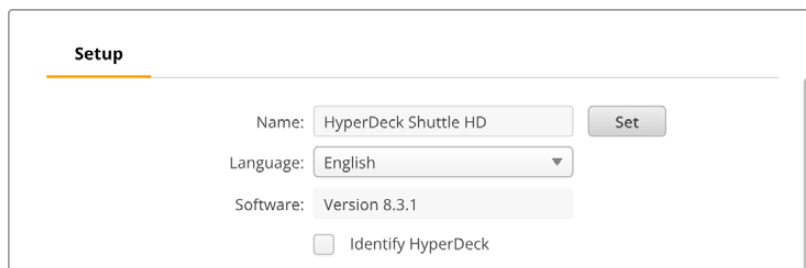 Setup
Name: HyperDeck Shuttle HD Set
Language: English
Software: Version 8.3.1
Identify HyperDeck